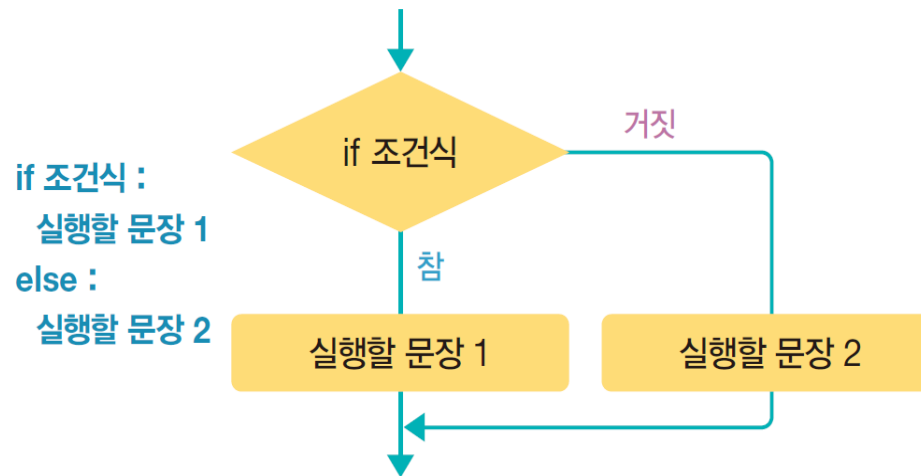 if 조건식 :
실행할 문장 1
else :
실행할 문장 2
if 조건식
거짓
참
실행할 문장 1
실행할 문장 2